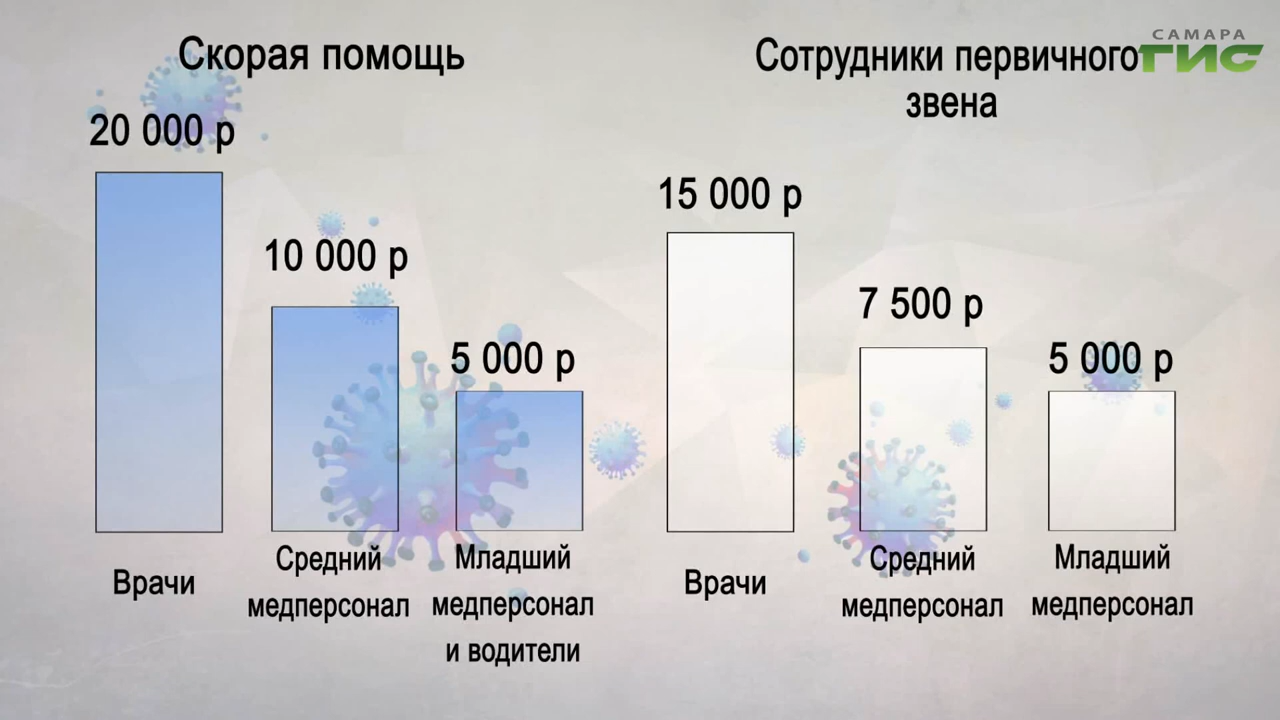 Скорая помощь
20 000 р
10 000 р
5 000 р
Врачи
Средний
медперсонал
Младший
медперсонал
и водители
Сотрудники первичного
звена
15 000 р
7 500 р
5 000 р
Врачи
Средний
медперсонал
Младший
медперсонал
САМАРА
ГИС